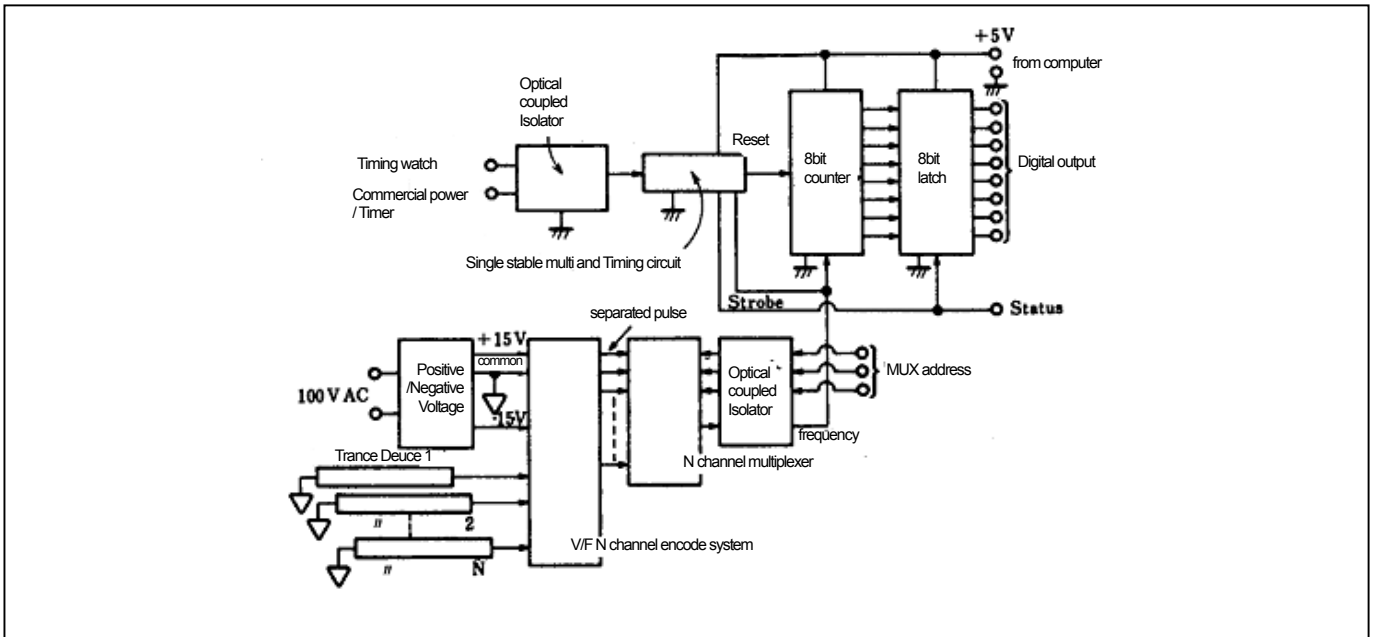 +5V
from computer
Optical
coupled
Isolator
Reset
Timing watch
8bit
counter
8bit
latch
Digital output
Commercial power
/ Timer
Single stable multi and Timing circuit
Strobe
Status
separated pulse
+15V
common
Positive
/Negative
Voltage
100V AC
-15V
Optical
coupled
Isolator
MUX address
frequency
N channel multiplexer
Trance Deuce 1
〃 2
〃 N
V/F N channel encode system